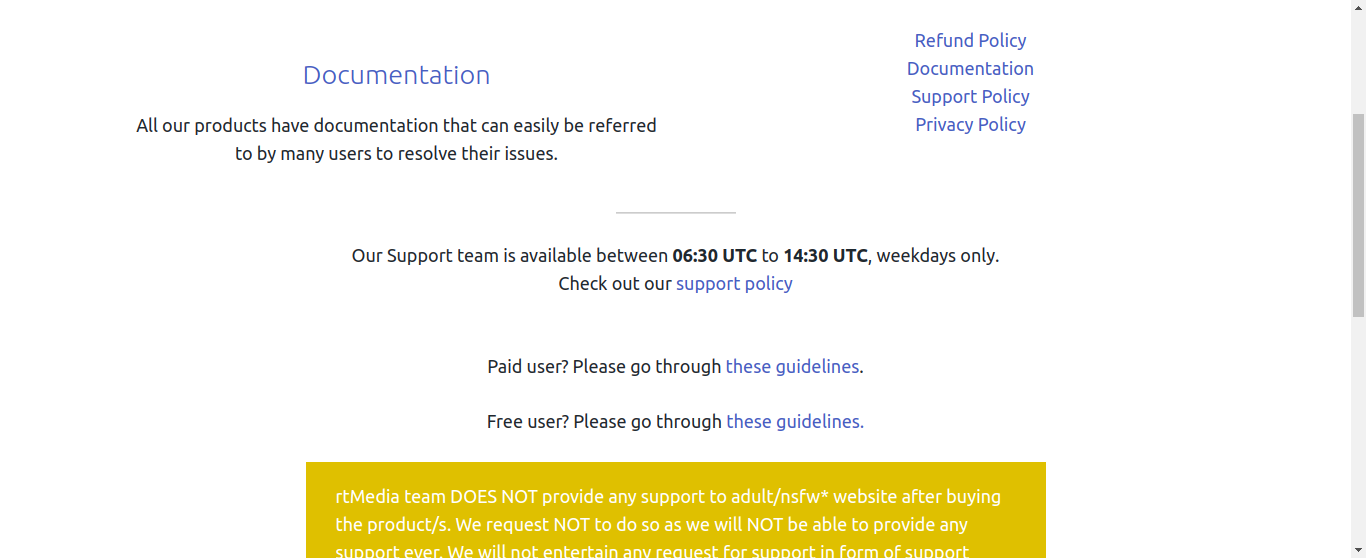 Documentation
All our products have documentation that can easily be referred
to by many users to resolve their issues.
Refund Policy
Documentation
Support Policy
Privacy Policy
Our Support team is available between 06:30 UTC to 14:30 UTC, weekdays only.
Check out our support policy
Paid user? Please go through these guidelines.
Free user? Please go through these guidelines.
rtMedia team DOES NOT provide any support to adult/nsfw* website after buying
the product/s. We request NOT to do so as we will NOT be able to provide any
support ever. We will not entertain any request for support in form of support